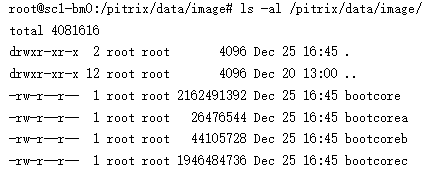 root@sc1-bm0:/pitrix/data/image# ls -al /pitrix/data/image/
total 4081616
drwxr-xr-x 2 root root 4096 Dec 25 16:45 .
drwxr-xr-x 12 root root 4096 Dec 20 13:00 ..
-rw-r--r-- 1 root root 2162491392 Dec 25 16:45 bootcore
-rw-r--r-- 1 root root 26476544 Dec 25 16:45 bootcorea
-rw-r--r-- 1 root root 44105728 Dec 25 16:45 bootcoreb
-rw-r--r-- 1 root root 1946484736 Dec 25 16:45 bootcorec